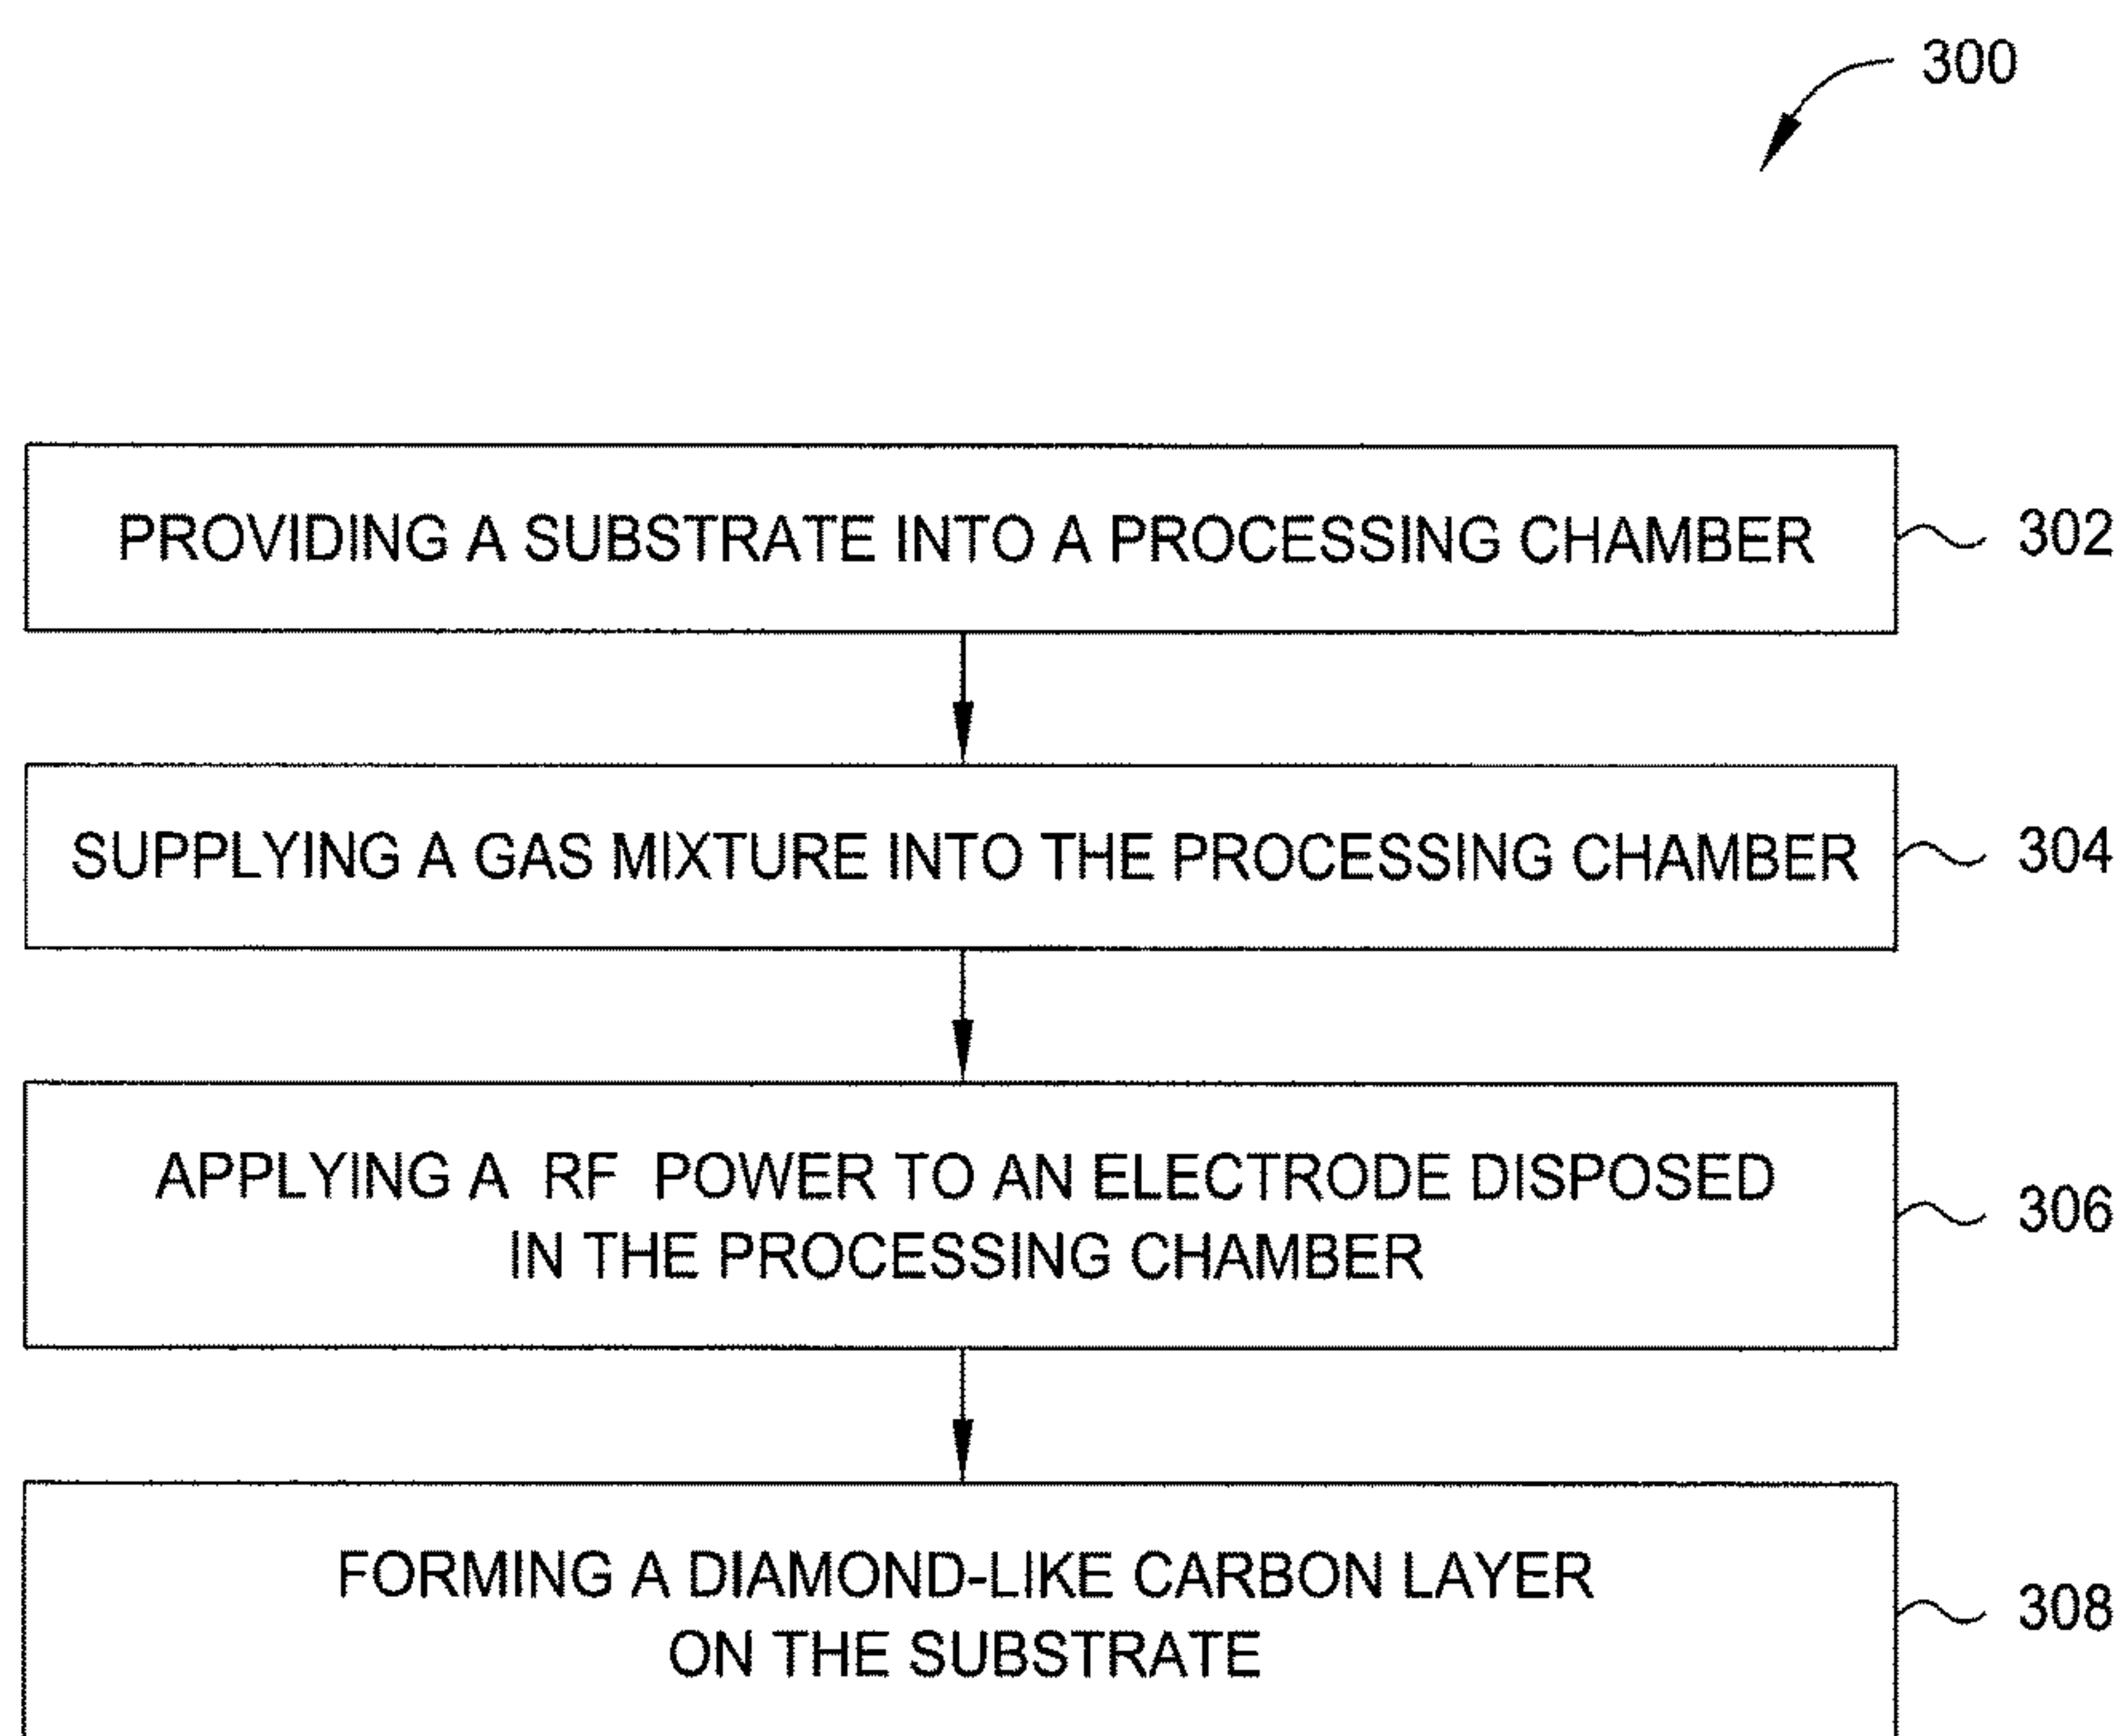 300
PROVIDING A SUBSTRATE INTO A PROCESSING CHAMBER
302
SUPPLYING A GAS MIXTURE INTO THE PROCESSING CHAMBER
304
APPLYING A RF POWER TO AN ELECTRODE DISPOSED
IN THE PROCESSING CHAMBER
306
FORMING A DIAMOND-LIKE CARBON LAYER
ON THE SUBSTRATE
308